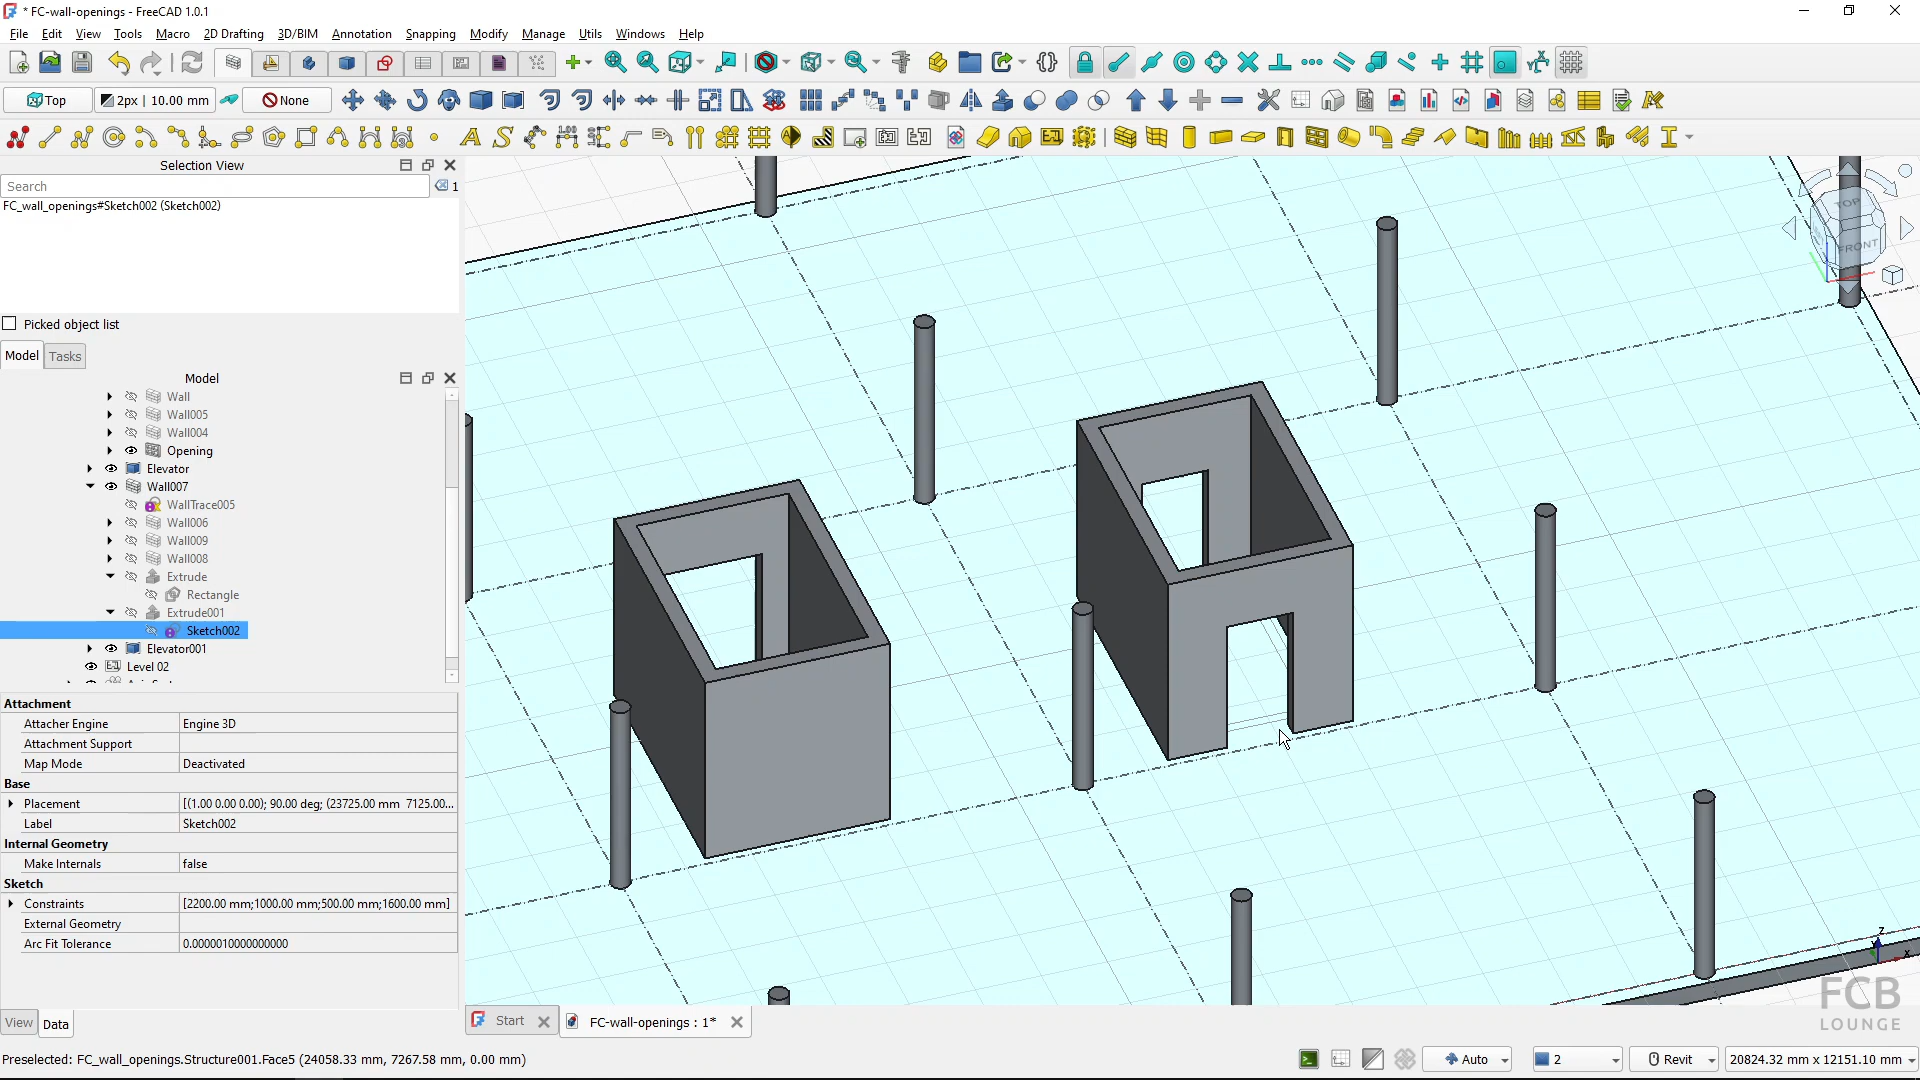 * FC-wall-openings - FreeCAD 1.0.1
File Edit View Tools Macro 2D Drafting 3D/BIM Annotation Snapping Modify Manage Utils Windows Help
Top 2px | 10.00 mm None
Selection View
Search 1
FC_wall_openings#Sketch002 (Sketch002)
Picked object list
Model Tasks
Model
Wall
Wall005
Wall004
Opening
Elevator
Wall007
WallTrace005
Wall006
Wall009
Wall008
Extrude
Rectangle
Extrude001
Sketch002
Elevator001
Level 02
Attachment
Attacher Engine Engine 3D
Attachment Support
Map Mode Deactivated
Base
Placement [(1.00 0.00 0.00); 90.00 deg; (23725.00 mm 7125.00...
Label Sketch002
Internal Geometry
Make Internals false
Sketch
Constraints [2200.00 mm;1000.00 mm;500.00 mm;1600.00 mm]
External Geometry
Arc Fit Tolerance 0.0000010000000000
View Data
TOP
FRONT
Z
X
FCB
LOUNGE
Start FC-wall-openings : 1*
Preselected: FC_wall_openings.Structure001.Face5 (24058.33 mm, 7267.58 mm, 0.00 mm)
Auto 2 Revit 20824.32 mm x 12151.10 mm